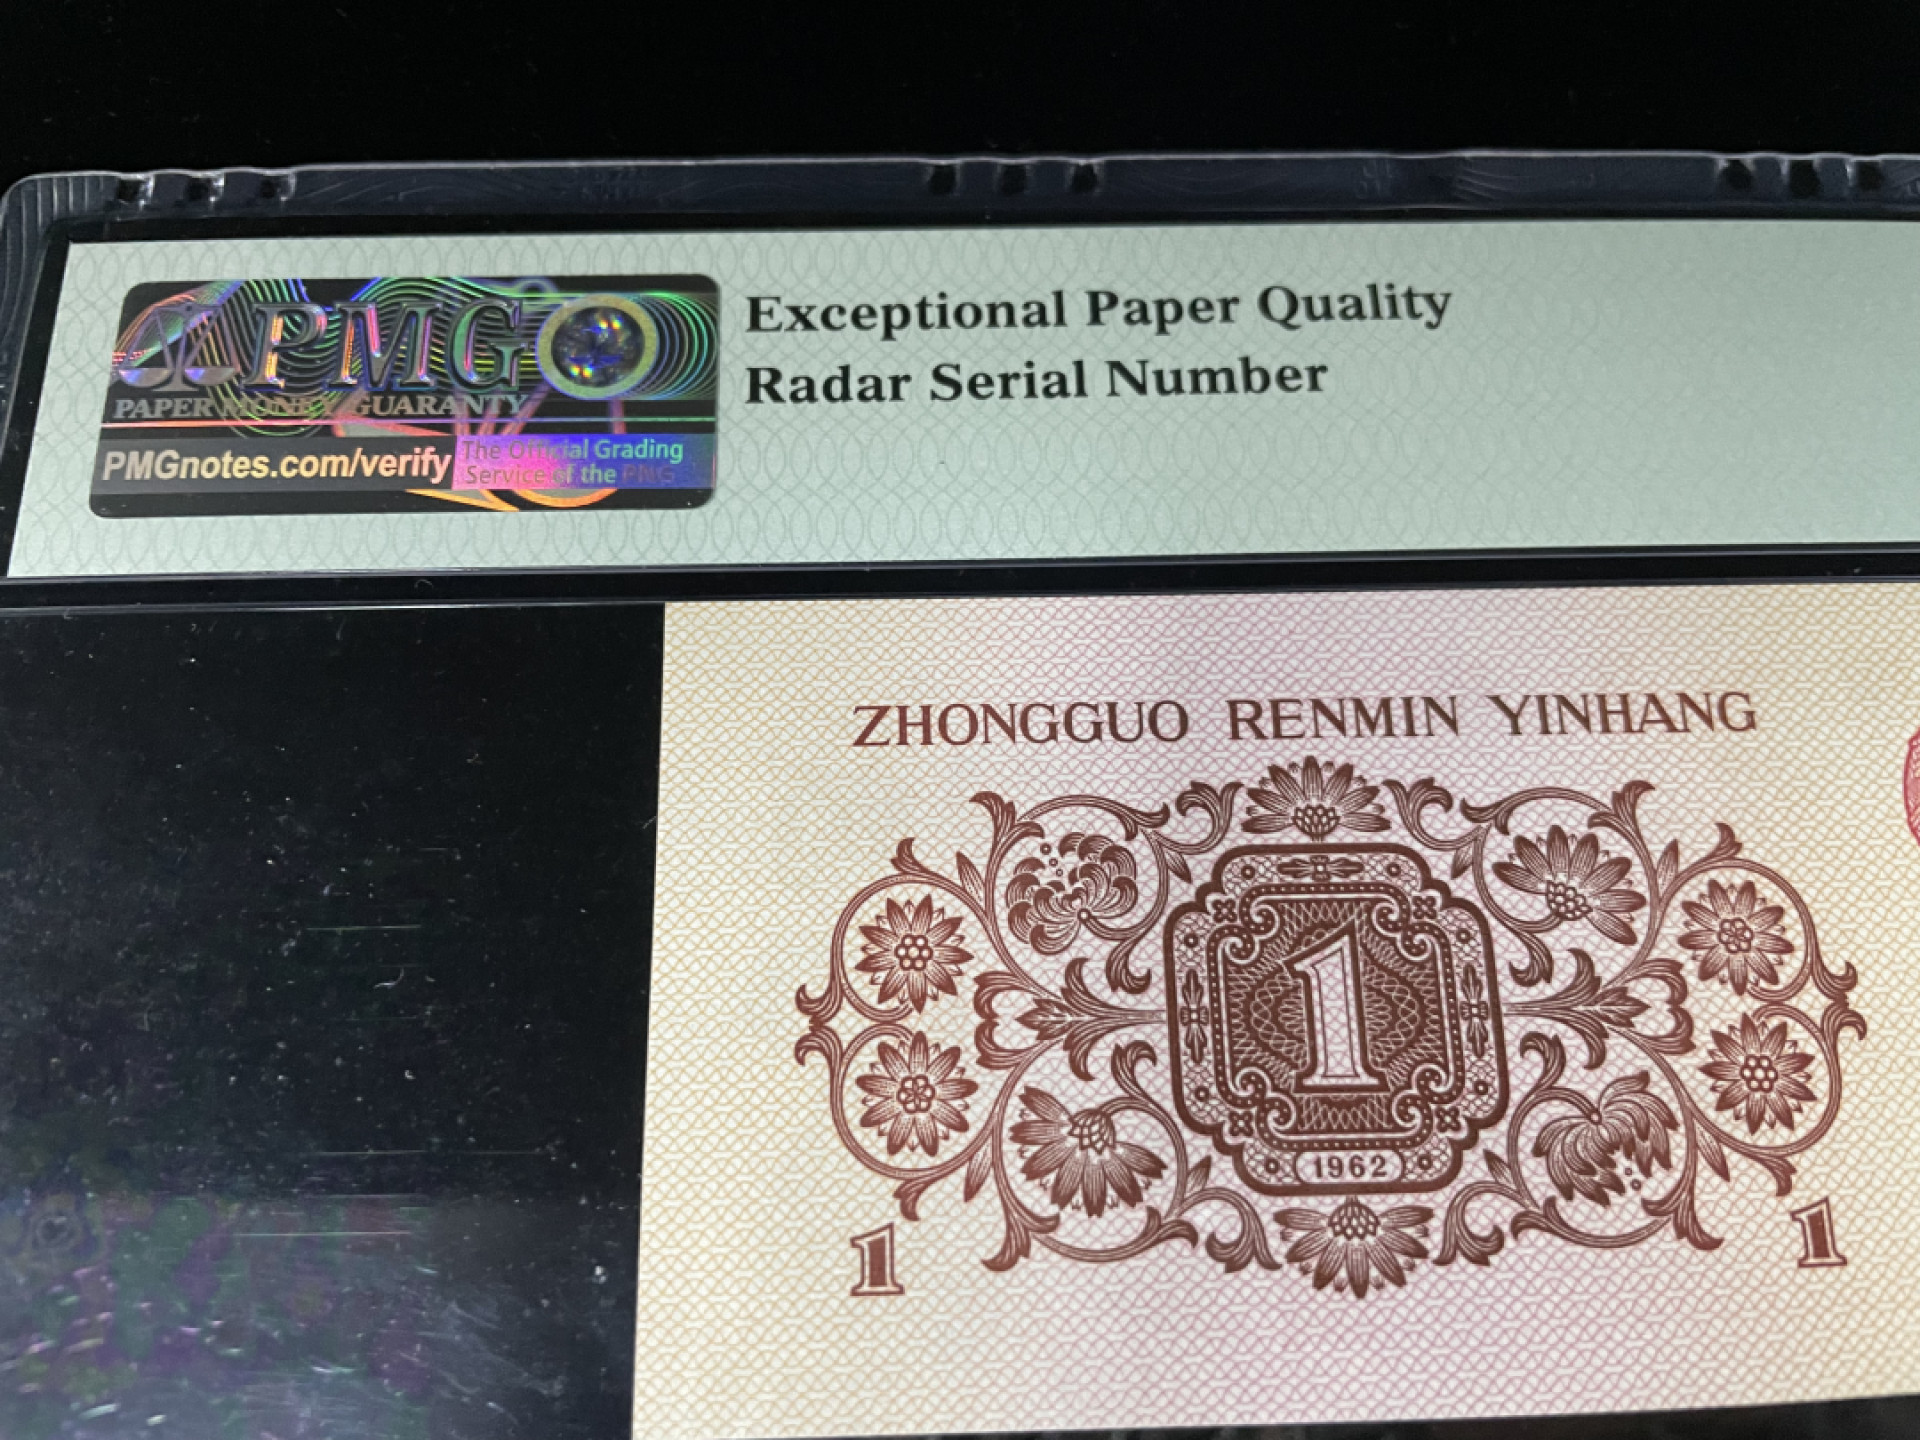 PMG
PAPER MONEY GUARANTY
PMGnotes.com/verify
The Official Grading
Service of the PNG
Exceptional Paper Quality
Radar Serial Number
ZHONGGUO RENMIN YINHANG
1
1962
1 1